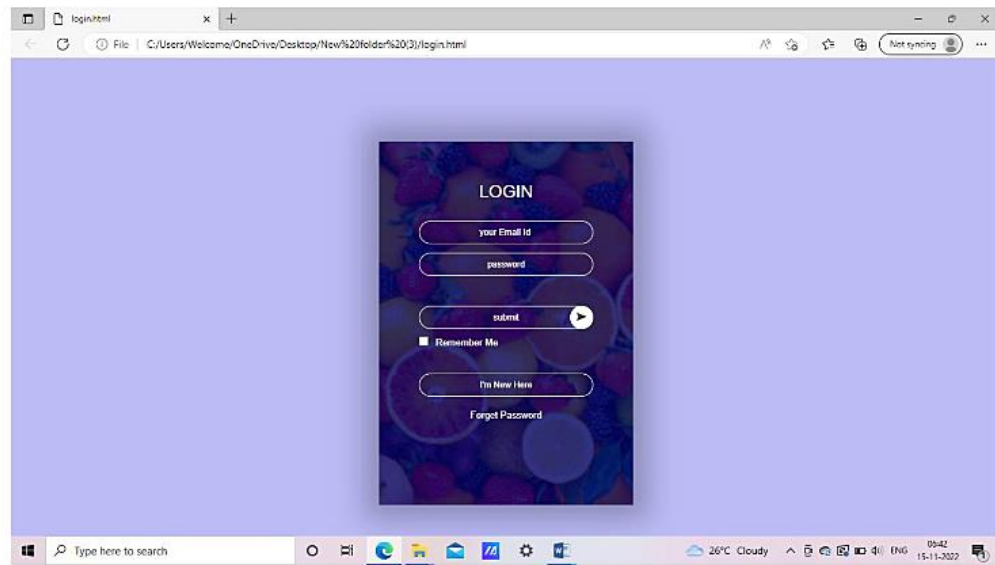 login.html
File C:/Users/Welcome/OneDrive/Desktop/New%20folder%20(3)/login.html
Not syncing
LOGIN
your Email Id
password
submit
Remember Me
I'm New Here
Forget Password
Type here to search
26°C Cloudy
ENG
06:42
15-11-2022